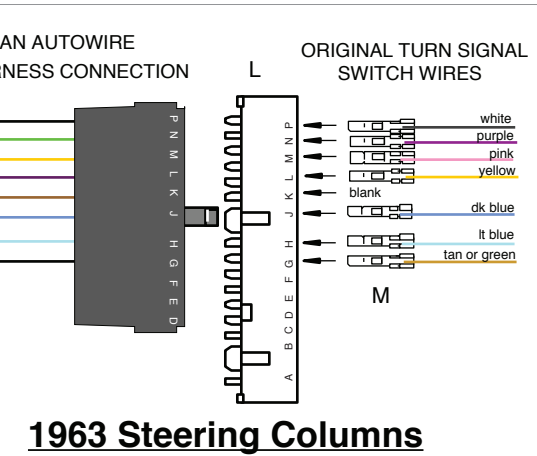 AN AUTOWIRE
RNESS CONNECTION
L
ORIGINAL TURN SIGNAL
SWITCH WIRES
P
N
M
L
K
J
H
G
F
E
D
P
N
M
L
K
J
H
G
F
E
D
C
B
A
white
purple
pink
yellow
blank
dk blue
lt blue
tan or green
M
1963 Steering Columns